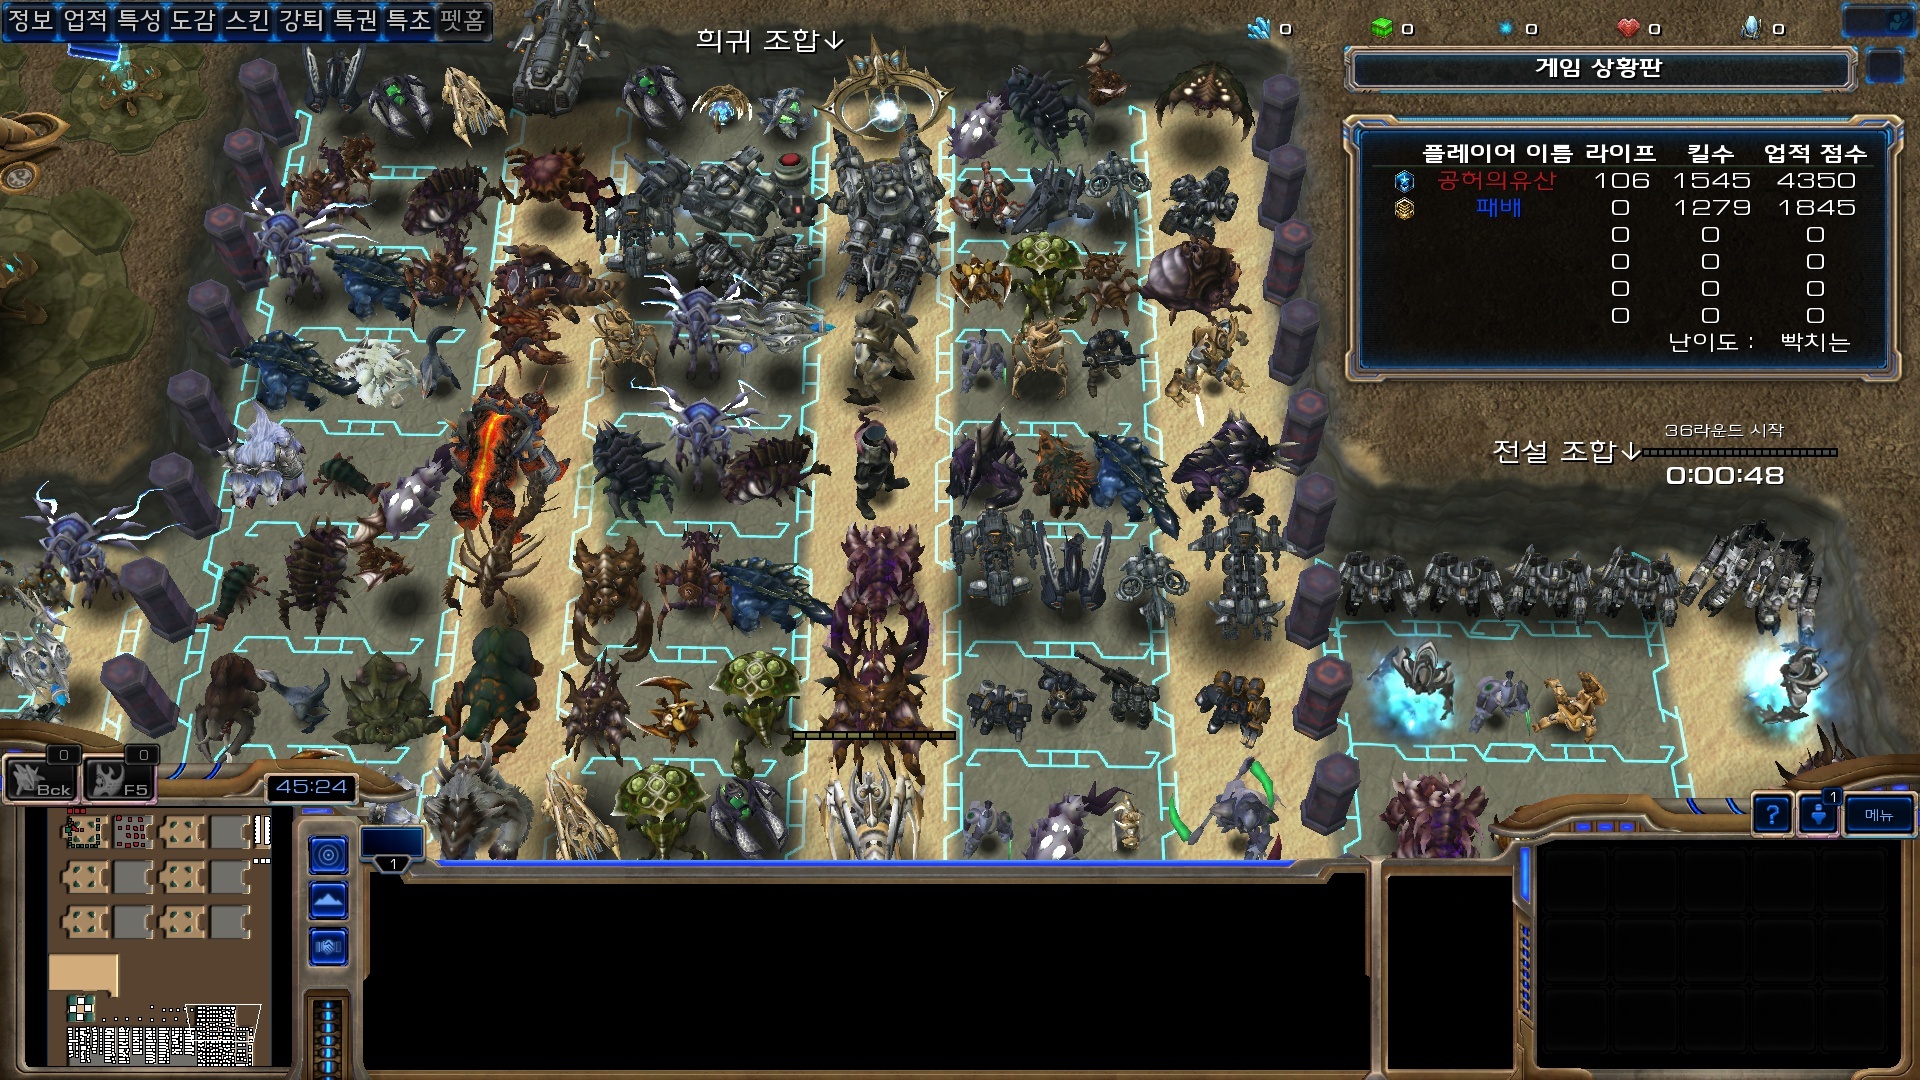 정보 업적 특성 도감 스킨 강퇴 특권 특초 펫홈
희귀 조합↓
0 0 0 0 0
게임 상황판
플레이어 이름 라이프 킬수 업적 점수
공허의유산 106 1545 4350
패배 0 1279 1845
0 0 0
0 0 0
0 0 0
0 0 0
난이도 : 빡치는
36라운드 시작
전설 조합↓
0:00:48
0 0
Bck F5
45:24
1
?
1
메뉴